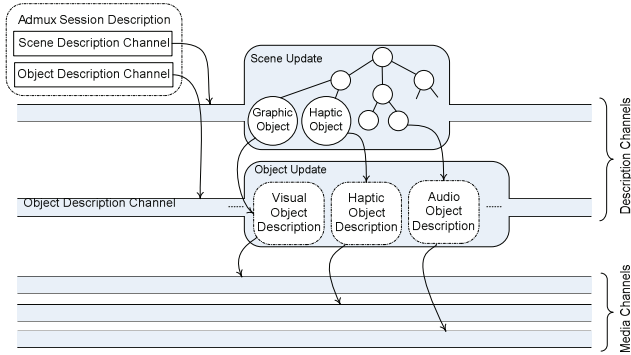 Admux Session Description
Scene Description Channel
Object Description Channel
Scene Update
Graphic
Object
Haptic
Object
Object Update
Object Description Channel
Visual
Object
Description
Haptic
Object
Description
Audio
Object
Description
Description Channels
Media Channels